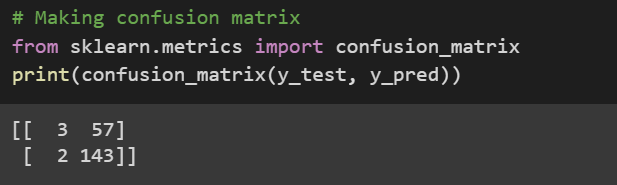 # Making confusion matrix
from sklearn.metrics import confusion_matrix
print(confusion_matrix(y_test, y_pred))
[[  3  57]
 [  2 143]]